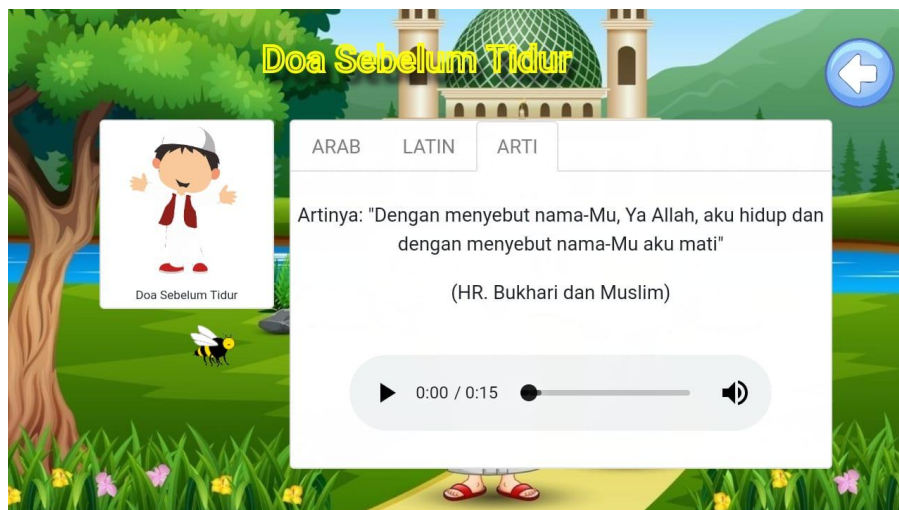 Doa Sebelum Tidur
ARAB LATIN ARTI
Artinya: "Dengan menyebut nama-Mu, Ya Allah, aku hidup dan
dengan menyebut nama-Mu aku mati"
(HR. Bukhari dan Muslim)
Doa Sebelum Tidur
0:00 / 0:15